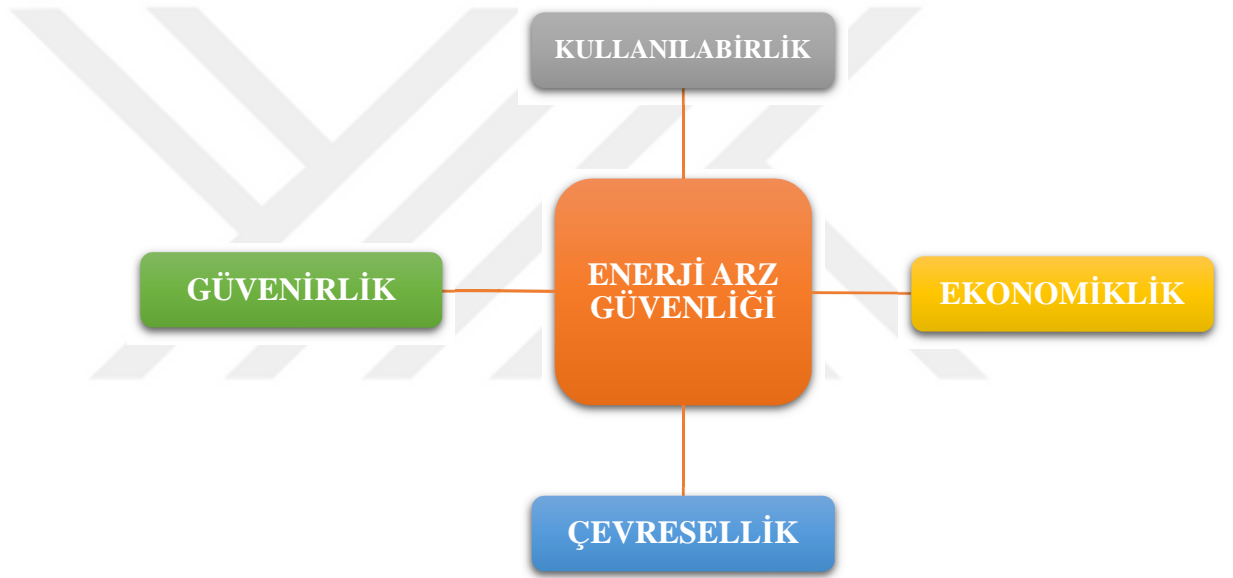 KULLANILABİRLİK
GÜVENİRLİK
ENERJİ ARZ
GÜVENLİĞİ
EKONOMİKLİK
ÇEVRESELLİK